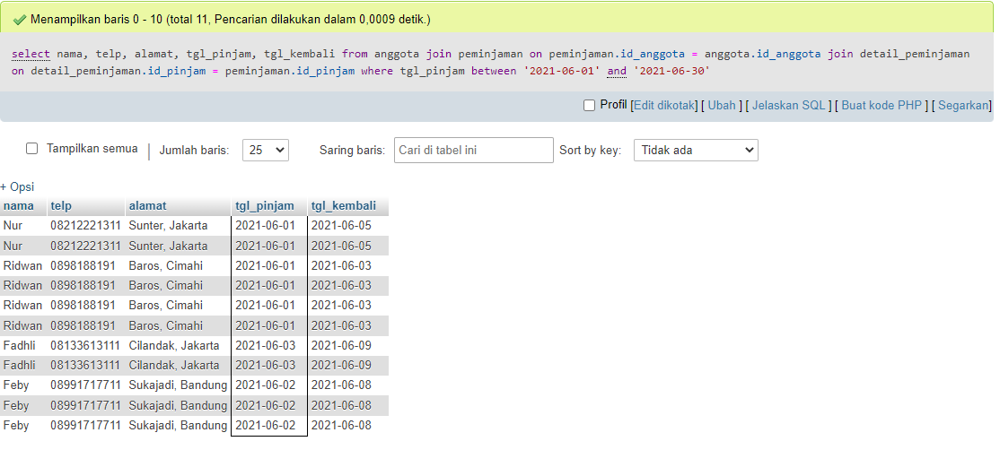 Menampilkan baris 0 - 10 (total 11, Pencarian dilakukan dalam 0,0009 detik.)
select nama, telp, alamat, tgl_pinjam, tgl_kembali from anggota join peminjaman on peminjaman.id_anggota = anggota.id_anggota join detail_peminjaman
on detail_peminjaman.id_pinjam = peminjaman.id_pinjam where tgl_pinjam between '2021-06-01' and '2021-06-30'
Profil [Edit dikotak] [ Ubah ] [ Jelaskan SQL ] [ Buat kode PHP ] [ Segarkan]
Tampilkan semua | Jumlah baris: 25 Saring baris: Cari di tabel ini Sort by key: Tidak ada
+ Opsi
nama telp alamat tgl_pinjam tgl_kembali
Nur 08212221311 Sunter, Jakarta 2021-06-01 2021-06-05
Nur 08212221311 Sunter, Jakarta 2021-06-01 2021-06-05
Ridwan 0898188191 Baros, Cimahi 2021-06-01 2021-06-03
Ridwan 0898188191 Baros, Cimahi 2021-06-01 2021-06-03
Ridwan 0898188191 Baros, Cimahi 2021-06-01 2021-06-03
Ridwan 0898188191 Baros, Cimahi 2021-06-01 2021-06-03
Fadhli 08133613111 Cilandak, Jakarta 2021-06-03 2021-06-09
Fadhli 08133613111 Cilandak, Jakarta 2021-06-03 2021-06-09
Feby 08991717711 Sukajadi, Bandung 2021-06-02 2021-06-08
Feby 08991717711 Sukajadi, Bandung 2021-06-02 2021-06-08
Feby 08991717711 Sukajadi, Bandung 2021-06-02 2021-06-08